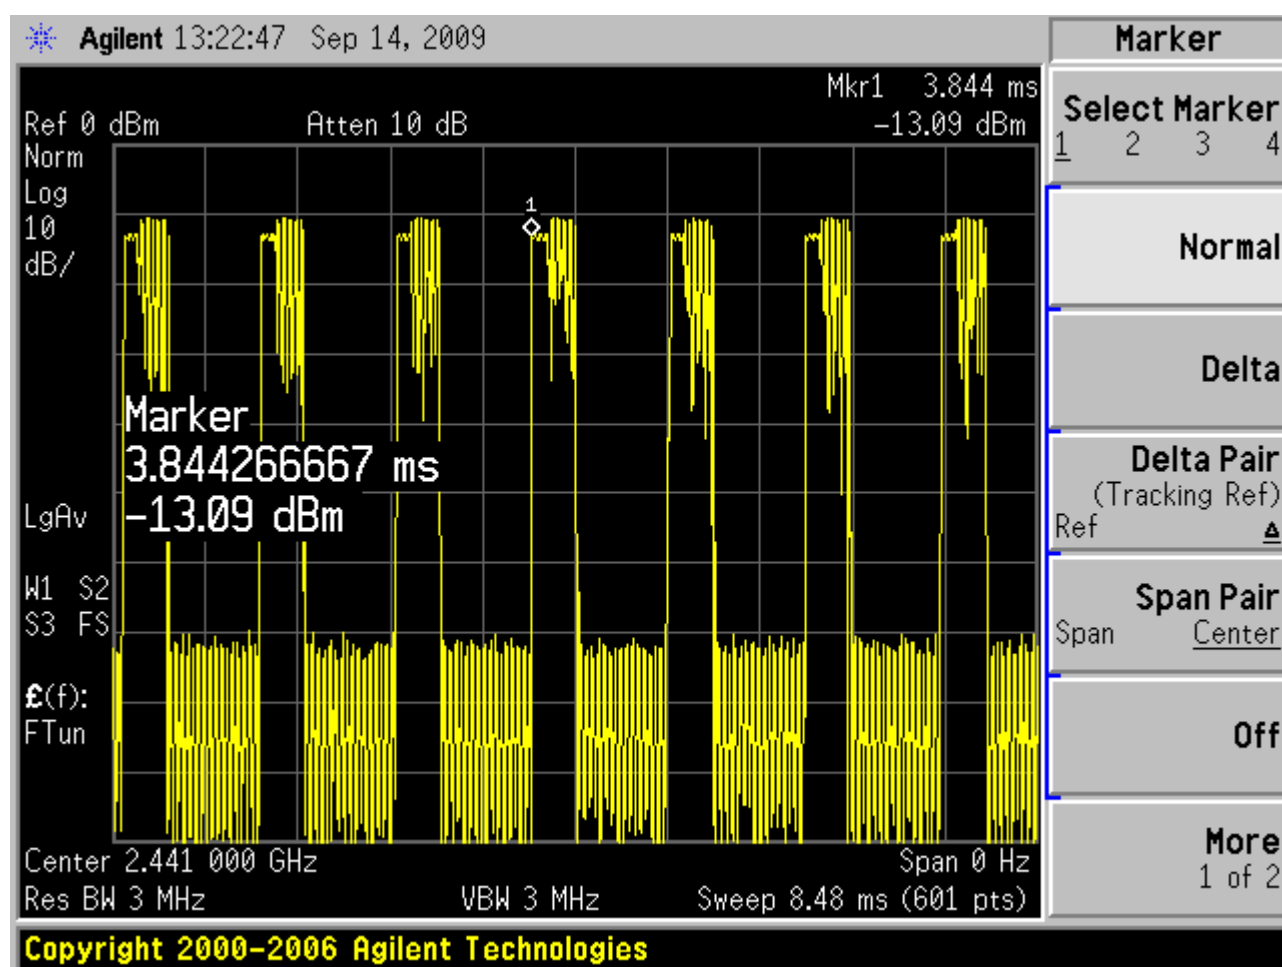 Agilent 13:22:47 Sep 14, 2009
Marker
Mkr1 3.844 ms
Ref 0 dBm Atten 10 dB -13.09 dBm
Norm
Log
10
dB/
1
Marker
3.844266667 ms
-13.09 dBm
LgAv
W1 S2
S3 FS
£(f):
FTun
Center 2.441 000 GHz Span 0 Hz
Res BW 3 MHz VBW 3 MHz Sweep 8.48 ms (601 pts)
Select Marker
1 2 3 4
Normal
Delta
Delta Pair
(Tracking Ref)
Ref Δ
Span Pair
Span Center
Off
More
1 of 2
Copyright 2000-2006 Agilent Technologies